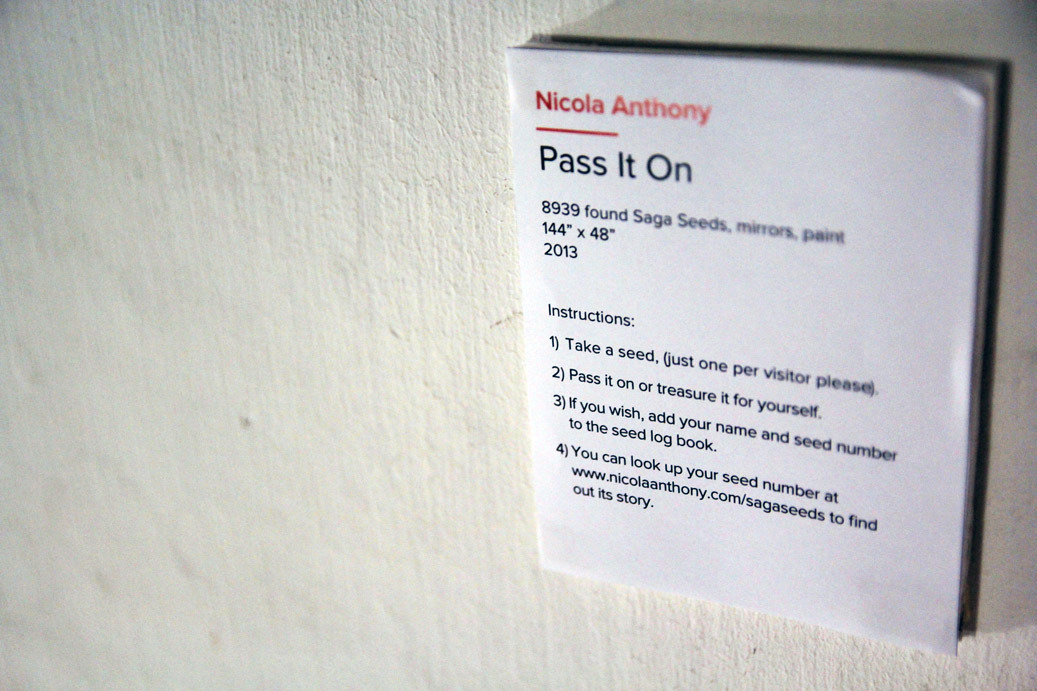 Nicola Anthony
Pass It On
8939 found Saga Seeds, mirrors, paint
144" x 48"
2013
Instructions:
1) Take a seed, (just one per visitor please).
2) Pass it on or treasure it for yourself.
3) If you wish, add your name and seed number
to the seed log book.
4) You can look up your seed number at
www.nicolaanthony.com/sagaseeds to find
out its story.